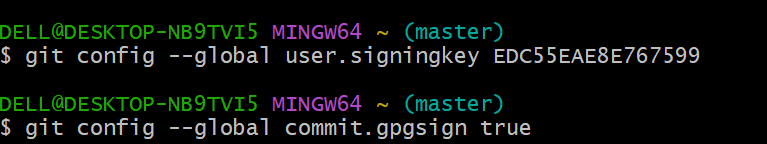 DELL@DESKTOP-NB9TVI5 MINGW64 ~ (master)
$ git config --global user.signingkey EDC55EAE8E767599
DELL@DESKTOP-NB9TVI5 MINGW64 ~ (master)
$ git config --global commit.gpgsign true